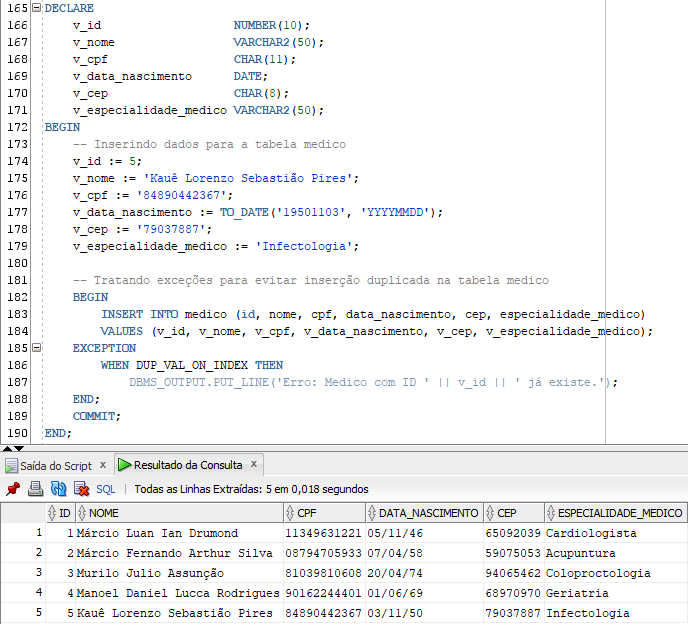 165 DECLARE
166 v_id NUMBER(10);
167 v_nome VARCHAR2(50);
168 v_cpf CHAR(11);
169 v_data_nascimento DATE;
170 v_cep CHAR(8);
171 v_especialidade_medico VARCHAR2(50);
172 BEGIN
173 -- Inserindo dados para a tabela medico
174 v_id := 5;
175 v_nome := 'Kauê Lorenzo Sebastião Pires';
176 v_cpf := '84890442367';
177 v_data_nascimento := TO_DATE('19501103', 'YYYYMMDD');
178 v_cep := '79037887';
179 v_especialidade_medico := 'Infectologia';
180
181 -- Tratando exceções para evitar inserção duplicada na tabela medico
182 BEGIN
183 INSERT INTO medico (id, nome, cpf, data_nascimento, cep, especialidade_medico)
184 VALUES (v_id, v_nome, v_cpf, v_data_nascimento, v_cep, v_especialidade_medico);
185 EXCEPTION
186 WHEN DUP_VAL_ON_INDEX THEN
187 DBMS_OUTPUT.PUT_LINE('Erro: Medico com ID ' || v_id || ' já existe.');
188 END;
189 COMMIT;
190 END;
Saída do Script x Resultado da Consulta x
SQL | Todas as Linhas Extraídas: 5 em 0,018 segundos
ID NOME CPF DATA_NASCIMENTO CEP ESPECIALIDADE_MEDICO
1 1 Márcio Luan Ian Drumond 11349631221 05/11/46 65092039 Cardiologista
2 2 Márcio Fernando Arthur Silva 08794705933 07/04/58 59075053 Acupuntura
3 3 Murilo Julio Assunção 81039810608 20/04/74 94065462 Coloproctologia
4 4 Manoel Daniel Lucca Rodrigues 90162244401 01/06/69 68970970 Geriatria
5 5 Kauê Lorenzo Sebastião Pires 84890442367 03/11/50 79037887 Infectologia